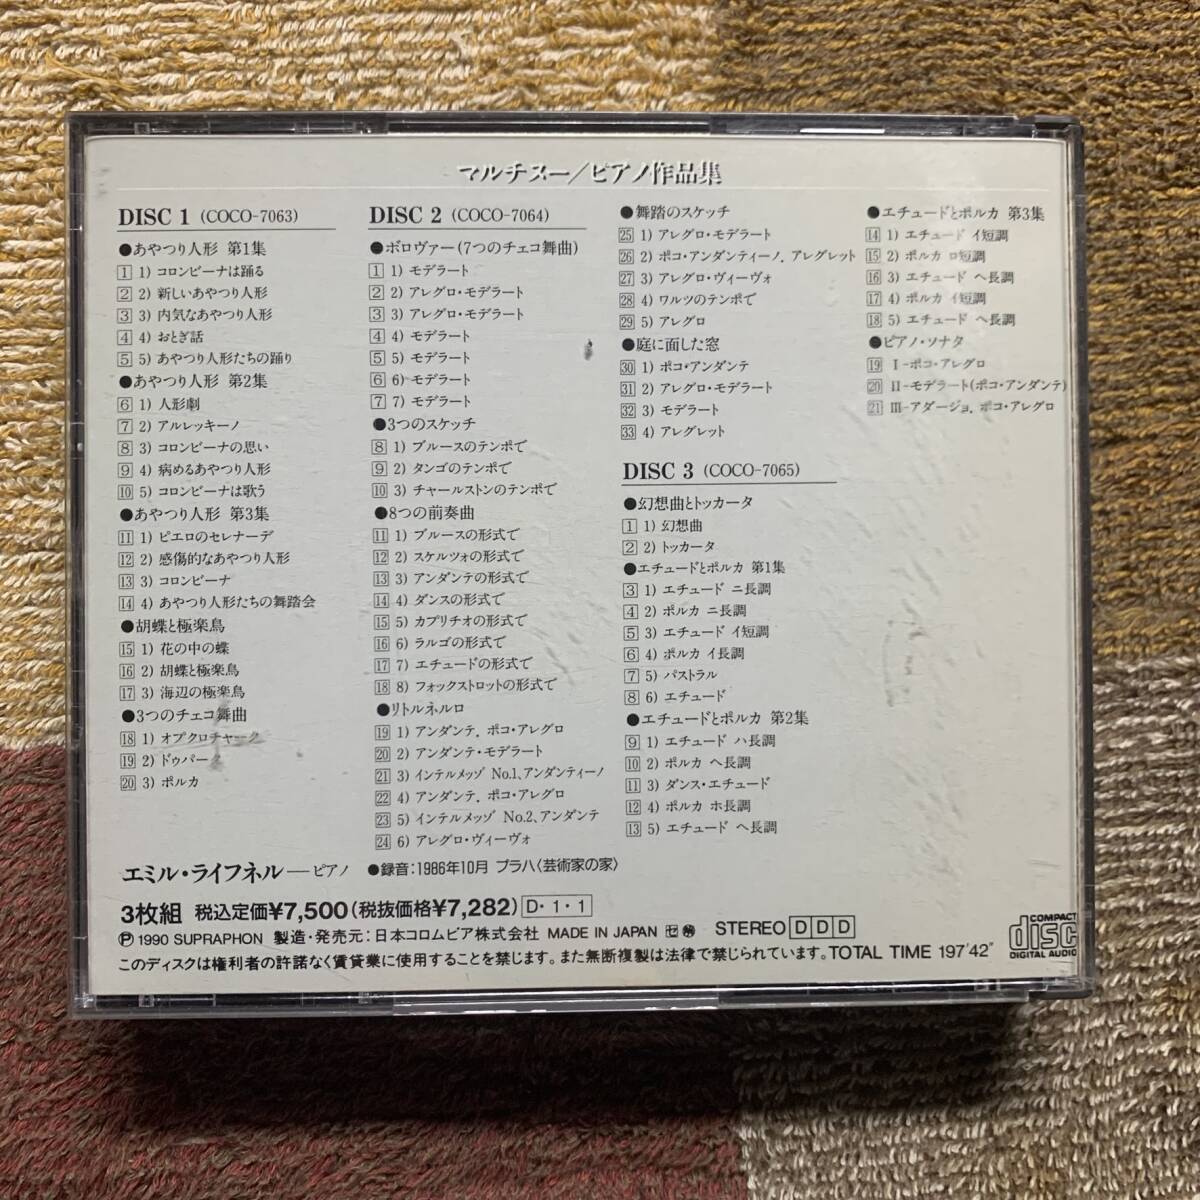 マルチヌー/ピアノ作品集
DISC 1 (COCO-7063)
●あやつり人形 第1集
1 1) コロンビーナは踊る
2 2) 新しいあやつり人形
3 3) 内気なあやつり人形
4 4) おとぎ話
5 5) あやつり人形たちの踊り
●あやつり人形 第2集
6 1) 人形劇
7 2) アルレッキーノ
8 3) コロンビーナの思い
9 4) 病めるあやつり人形
10 5) コロンビーナは歌う
●あやつり人形 第3集
11 1) ピエロのセレナーデ
12 2) 感傷的なあやつり人形
13 3) コロンビーナ
14 4) あやつり人形たちの舞踏会
●胡蝶と極楽鳥
15 1) 花の中の蝶
16 2) 胡蝶と極楽鳥
17 3) 海辺の極楽鳥
●3つのチェコ舞曲
18 1) オブクロチャーク
19 2) ドゥパーク
20 3) ポルカ
DISC 2 (COCO-7064)
●ボロヴァー(7つのチェコ舞曲)
1 1) モデラート
2 2) アレグロ・モデラート
3 3) アレグロ・モデラート
4 4) モデラート
5 5) モデラート
6 6) モデラート
7 7) モデラート
●3つのスケッチ
8 1) ブルースのテンポで
9 2) タンゴのテンポで
10 3) チャールストンのテンポで
●8つの前奏曲
11 1) ブルースの形式で
12 2) スケルツォの形式で
13 3) アンダンテの形式で
14 4) ダンスの形式で
15 5) カプリチオの形式で
16 6) ラルゴの形式で
17 7) エチュードの形式で
18 8) フォックストロットの形式で
●リトルネルロ
19 1) アンダンテ, ポコ・アレグロ
20 2) アンダンテ・モデラート
21 3) インテルメッゾ No.1、アンダンティーノ
22 4) アンダンテ, ポコ・アレグロ
23 5) インテルメッゾ No.2、アンダンテ
24 6) アレグロ・ヴィーヴォ
●舞踏のスケッチ
25 1) アレグロ・モデラート
26 2) ポコ・アンダンティーノ, アレグレット
27 3) アレグロ・ヴィーヴォ
28 4) ワルツのテンポで
29 5) アレグロ
●庭に面した窓
30 1) ポコ・アンダンテ
31 2) アレグロ・モデラート
32 3) モデラート
33 4) アレグレット
DISC 3 (COCO-7065)
●幻想曲とトッカータ
1 1) 幻想曲
2 2) トッカータ
●エチュードとポルカ 第1集
3 1) エチュード ニ長調
4 2) ポルカ ニ長調
5 3) エチュード イ短調
6 4) ポルカ イ長調
7 5) パストラル
8 6) エチュード
●エチュードとポルカ 第2集
9 1) エチュード ハ長調
10 2) ポルカ ヘ長調
11 3) ダンス・エチュード
12 4) ポルカ ホ長調
13 5) エチュード ヘ長調
●エチュードとポルカ 第3集
14 1) エチュード イ短調
15 2) ポルカ ロ短調
16 3) エチュード ヘ長調
17 4) ポルカ イ短調
18 5) エチュード ヘ長調
●ピアノ・ソナタ
19 I-ポコ・アレグロ
20 II-モデラート(ポコ・アンダンテ)
21 III-アダージョ, ポコ・アレグロ
エミル・ライフネル―ピアノ ●録音:1986年10月 プラハ〈芸術家の家〉
3枚組 税込定価¥7,500(税抜価格¥7,282) D・1・1
Ⓟ 1990 SUPRAPHON 製造・発売元:日本コロムビア株式会社 MADE IN JAPAN STEREO DDD
このディスクは権利者の許諾なく賃貸業に使用することを禁じます。また無断複製は法律で禁じられています。TOTAL TIME 197'42"
COMPACT disc DIGITAL AUDIO